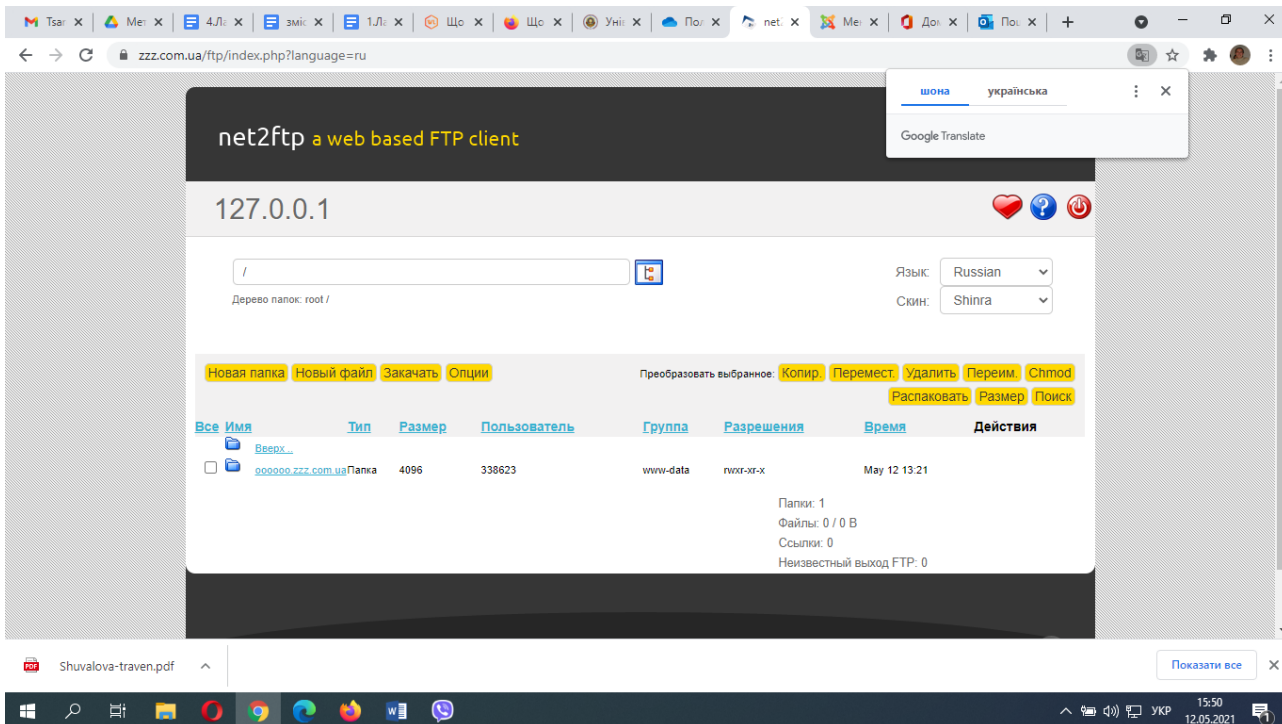 Tsar Мет 4.Ла зміс 1.Ла Що Що Уні Пол net Мен Дом Пош
zzz.com.ua/ftp/index.php?language=ru
шона українська
Google Translate
net2ftp a web based FTP client
127.0.0.1
/
Язык: Russian
Дерево папок: root /
Скин: Shinra
Новая папка Новый файл Закачать Опции Преобразовать выбранное: Копир. Перемест. Удалить Переим. Chmod
Распаковать Размер Поиск
Все Имя Тип Размер Пользователь Группа Разрешения Время Действия
Вверх ..
oooooo.zzz.com.ua Папка 4096 338623 www-data rwxr-xr-x May 12 13:21
Папки: 1
Файлы: 0 / 0 B
Ссылки: 0
Неизвестный выход FTP: 0
PDF Shuvalova-traven.pdf Показати все
УКР 15:50
12.05.2021